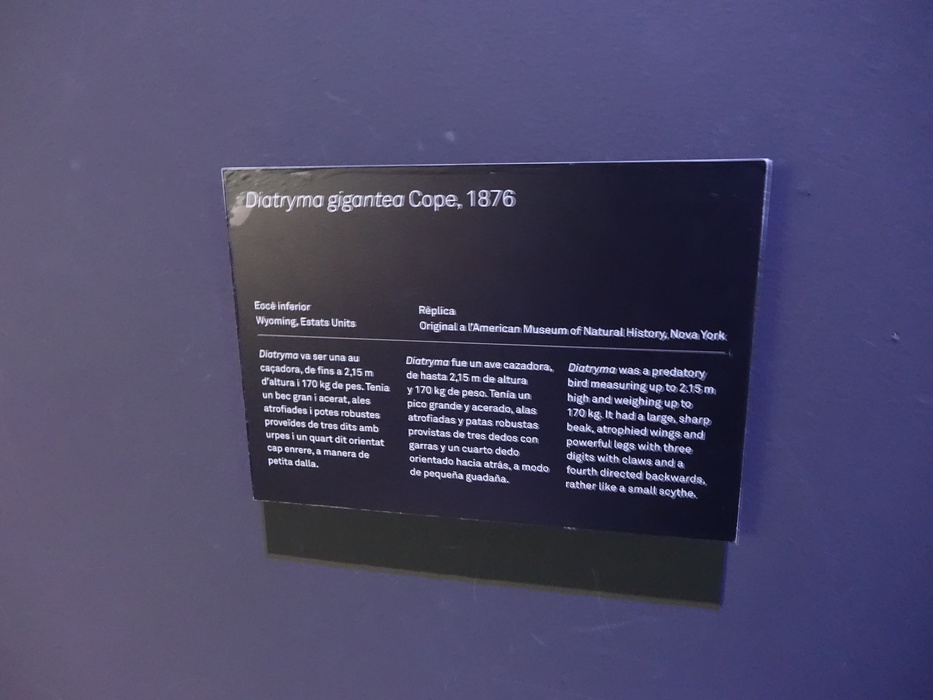 Diatryma gigantea Cope, 1876
Eocè inferior
Wyoming, Estats Units
Rèplica
Original a l'American Museum of Natural History, Nova York
Diatryma va ser una au
caçadora, de fins a 2,15 m
d'altura i 170 kg de pes. Tenia
un bec gran i acerat, ales
atrofiades i potes robustes
proveïdes de tres dits amb
urpes i un quart dit orientat
cap enrere, a manera de
petita dalla.
Diatryma fue un ave cazadora,
de hasta 2,15 m de altura
y 170 kg de peso. Tenía un
pico grande y acerado, alas
atrofiadas y patas robustas
provistas de tres dedos con
garras y un cuarto dedo
orientado hacia atrás, a modo
de pequeña guadaña.
Diatryma was a predatory
bird measuring up to 2.15 m
high and weighing up to
170 kg. It had a large, sharp
beak, atrophied wings and
powerful legs with three
digits with claws and a
fourth directed backwards,
rather like a small scythe.